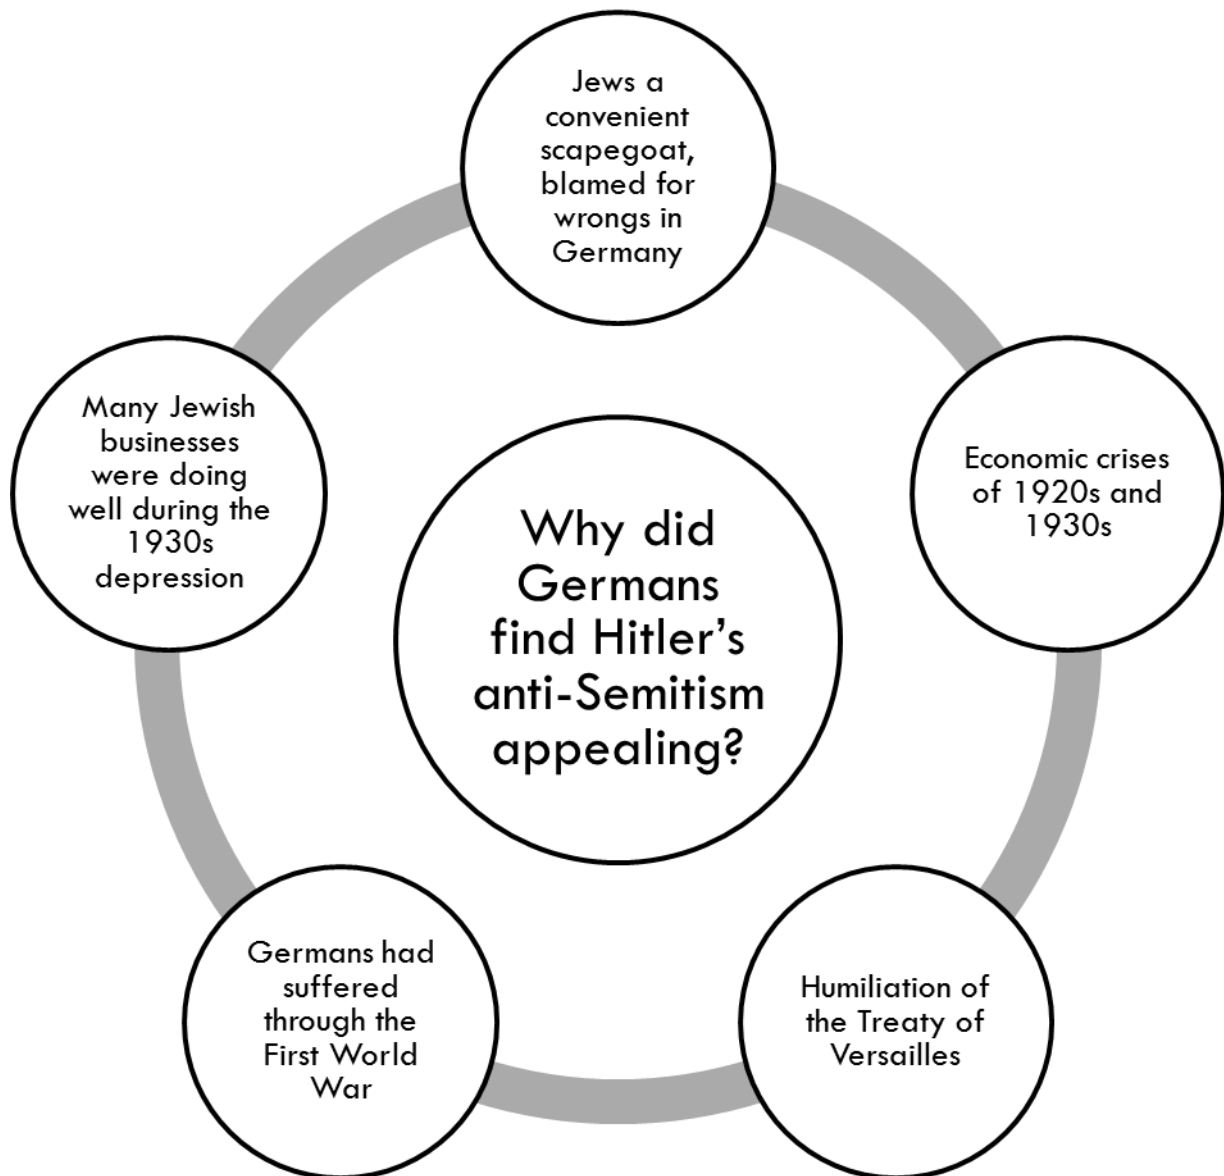 Jews a
convenient
scapegoat,
blamed for
wrongs in
Germany
Economic crises
of 1920s and
1930s
Humiliation of
the Treaty of
Versailles
Germans had
suffered
through the
First World
War
Many Jewish
businesses
were doing
well during the
1930s
depression
Why did
Germans
find Hitler’s
anti-Semitism
appealing?